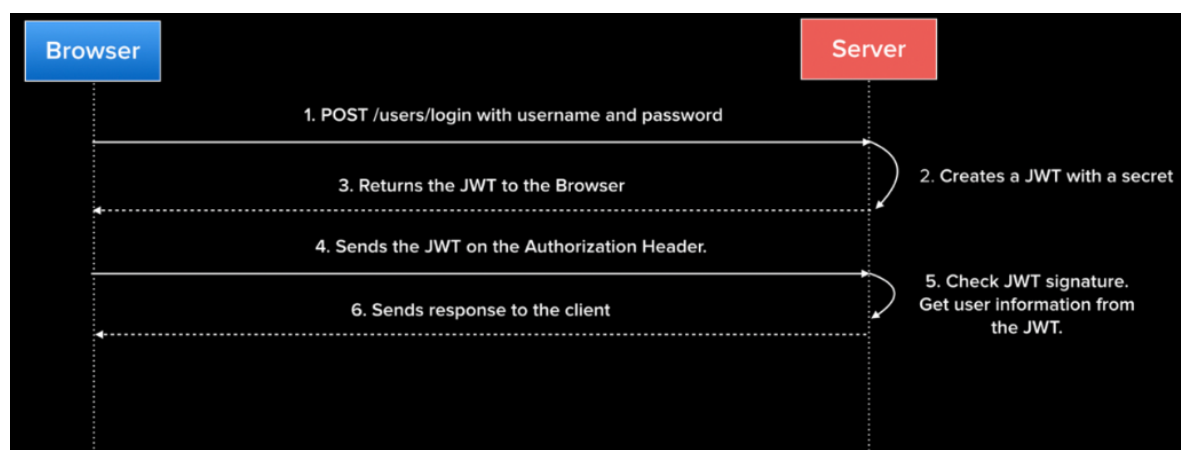 Browser
Server
1. POST /users/login with username and password
2. Creates a JWT with a secret
3. Returns the JWT to the Browser
4. Sends the JWT on the Authorization Header.
5. Check JWT signature.
Get user information from
the JWT.
6. Sends response to the client